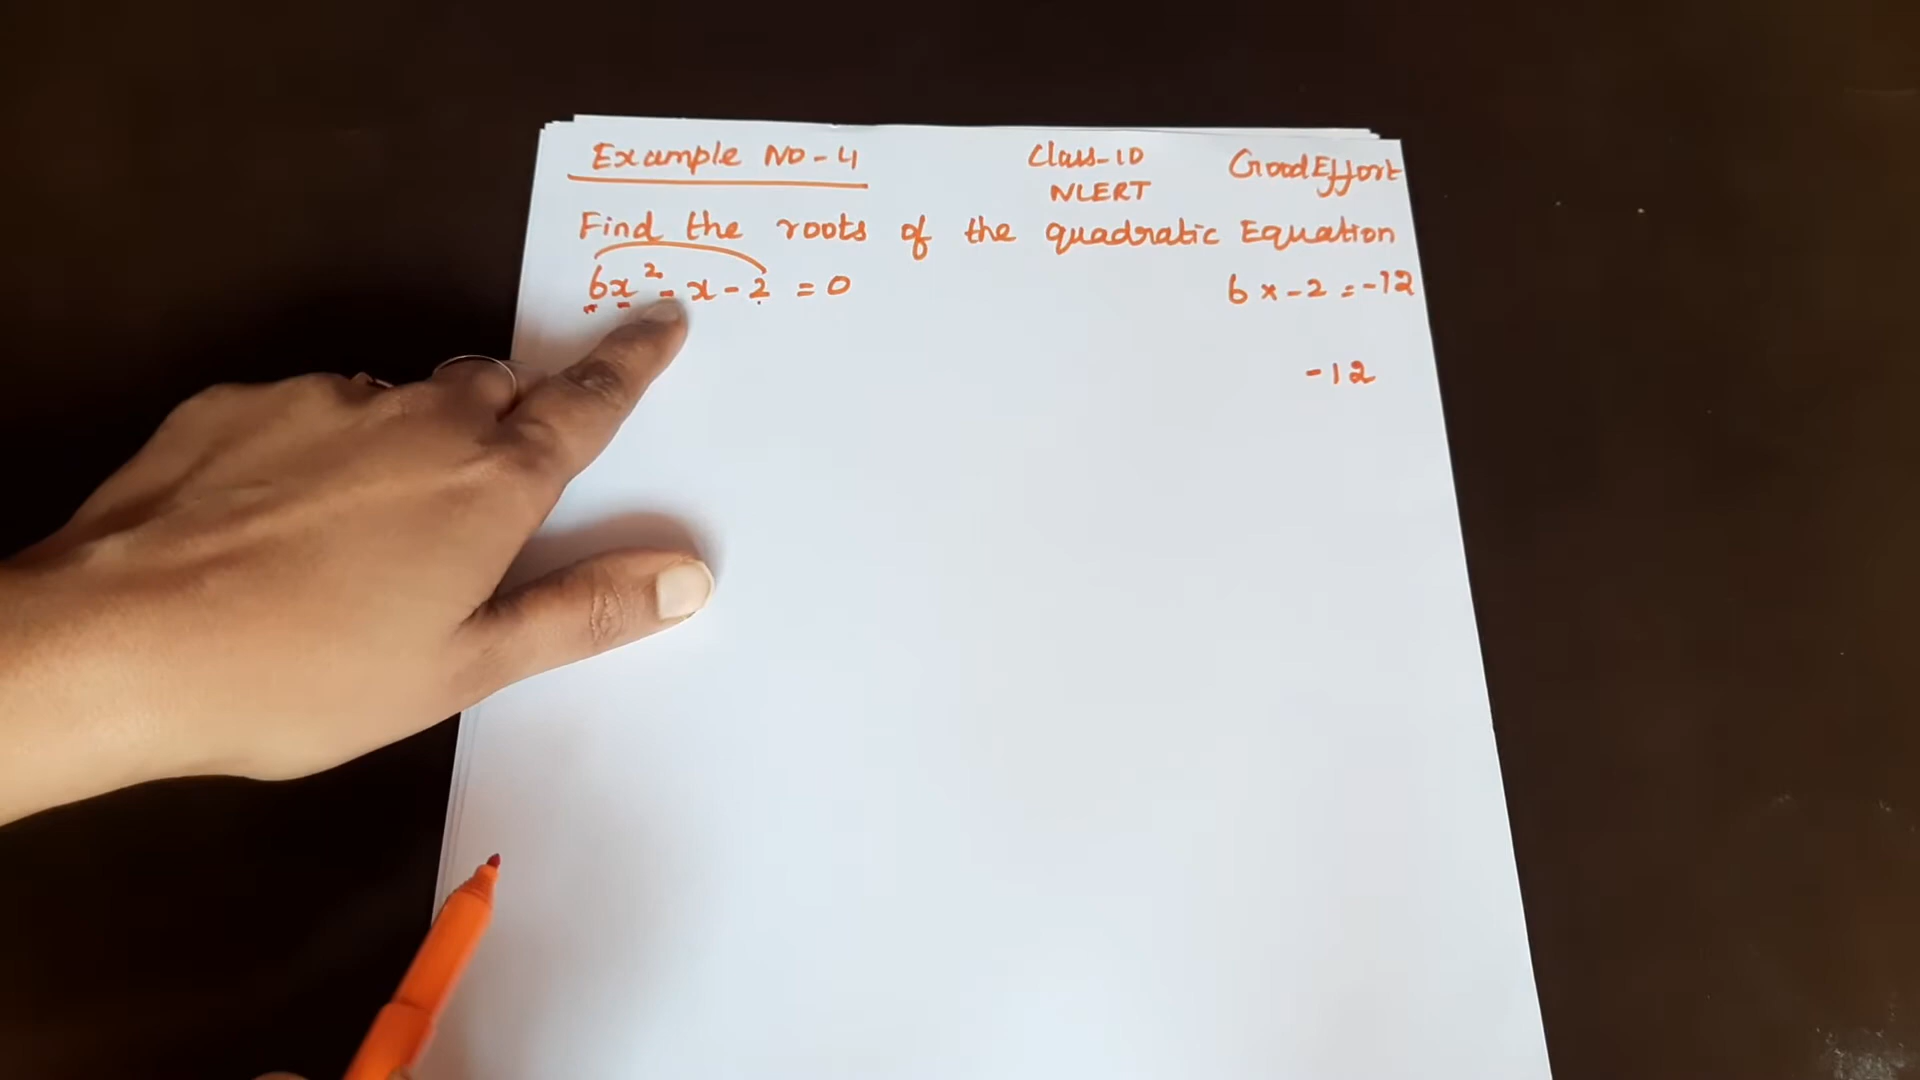 Example NO-4
Class-10
NCERT
GoodEffort
Find the roots of the quadratic Equation
6x² - x - 2 = 0
6 x -2 = -12
-12